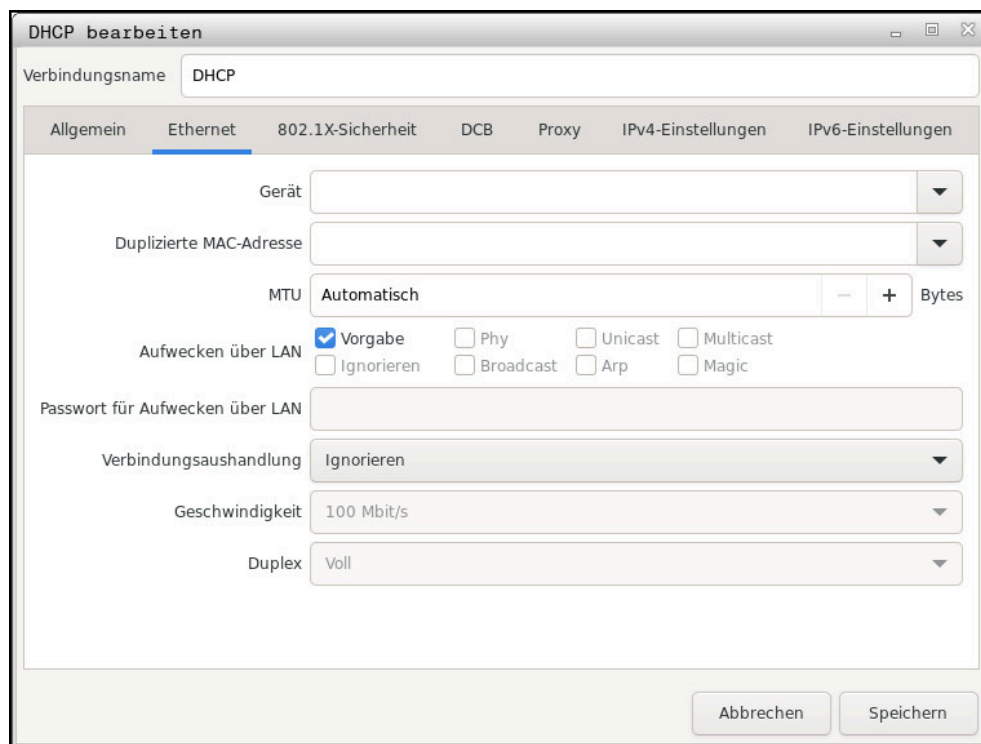 DHCP bearbeiten
Verbindungsname DHCP
Allgemein Ethernet 802.1X-Sicherheit DCB Proxy IPv4-Einstellungen IPv6-Einstellungen
Gerät
Duplizierte MAC-Adresse
MTU Automatisch − + Bytes
Aufwecken über LAN
Vorgabe Phy Unicast Multicast
Ignorieren Broadcast Arp Magic
Passwort für Aufwecken über LAN
Verbindungsaushandlung Ignorieren
Geschwindigkeit 100 Mbit/s
Duplex Voll
Abbrechen Speichern